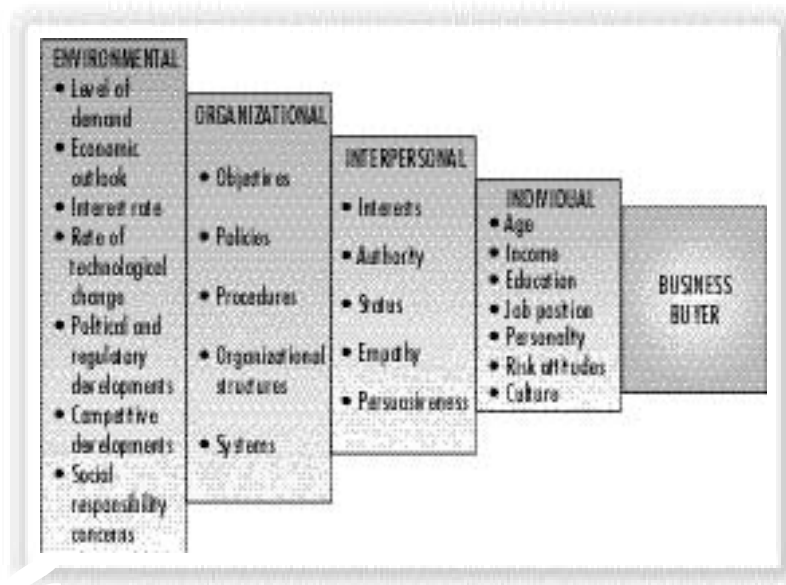 ENVIRONMENTAL
• Level of
demand
• Economic
outlook
• Interest rate
• Rate of
technological
change
• Political and
regulatory
developments
• Competitive
developments
• Social
responsibility
concerns
ORGANIZATIONAL
• Objectives
• Policies
• Procedures
• Organizational
structures
• Systems
INTERPERSONAL
• Interests
• Authority
• Status
• Empathy
• Persuasiveness
INDIVIDUAL
• Age
• Income
• Education
• Job position
• Personality
• Risk attitudes
• Culture
BUSINESS
BUYER